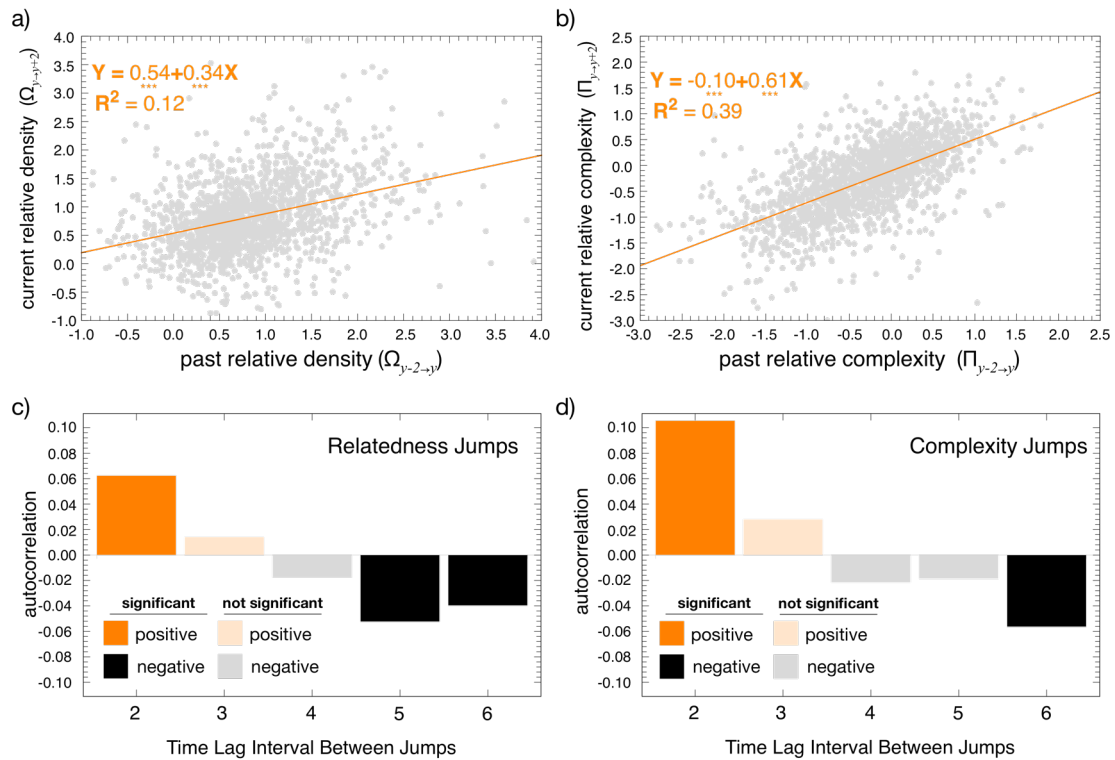 a)
current relative density (Ω y→y+2)
4.0
3.5
3.0
2.5
2.0
1.5
1.0
0.5
0.0
-0.5
-1.0
Y = 0.54+0.34X
*** ***
R² = 0.12
-1.0 -0.5 0.0 0.5 1.0 1.5 2.0 2.5 3.0 3.5 4.0
past relative density (Ω y-2→y)
b)
current relative complexity (Π y→y+2)
2.5
2.0
1.5
1.0
0.5
0.0
-0.5
-1.0
-1.5
-2.0
-2.5
-3.0
Y = -0.10+0.61X
*** ***
R² = 0.39
-3.0 -2.5 -2.0 -1.5 -1.0 -0.5 0.0 0.5 1.0 1.5 2.0 2.5
past relative complexity (Π y-2→y)
c)
autocorrelation
0.10
0.08
0.06
0.04
0.02
0.00
-0.02
-0.04
-0.06
-0.08
-0.10
Relatedness Jumps
significant not significant
positive positive
negative negative
2 3 4 5 6
Time Lag Interval Between Jumps
d)
autocorrelation
0.10
0.08
0.06
0.04
0.02
0.00
-0.02
-0.04
-0.06
-0.08
-0.10
Complexity Jumps
significant not significant
positive positive
negative negative
2 3 4 5 6
Time Lag Interval Between Jumps